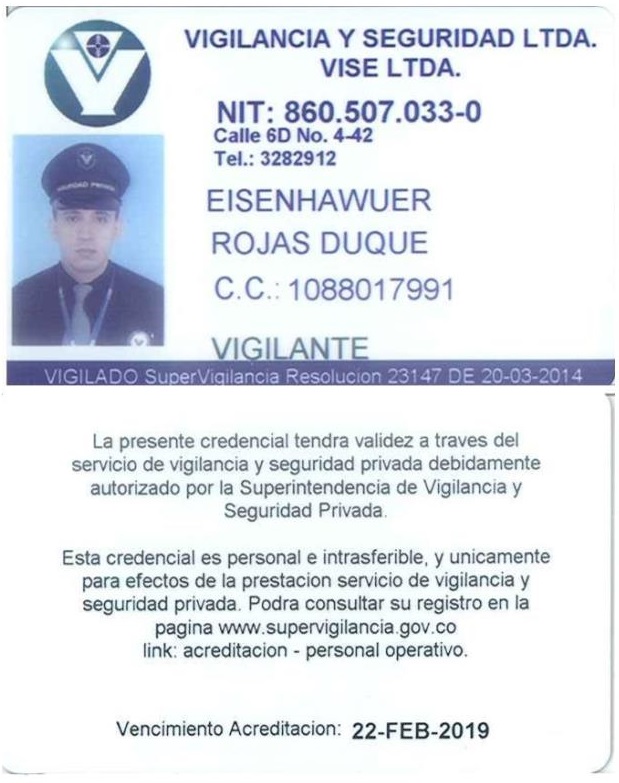 VIGILANCIA Y SEGURIDAD LTDA.
VISE LTDA.
NIT: 860.507.033-0
Calle 6D No. 4-42
Tel.: 3282912
EISENHAWUER
ROJAS DUQUE
C.C.: 1088017991
VIGILANTE
VIGILADO SuperVigilancia Resolucion 23147 DE 20-03-2014
La presente credencial tendra validez a traves del
servicio de vigilancia y seguridad privada debidamente
autorizado por la Superintendencia de Vigilancia y
Seguridad Privada.
Esta credencial es personal e intrasferible, y unicamente
para efectos de la prestacion servicio de vigilancia y
seguridad privada. Podra consultar su registro en la
pagina www.supervigilancia.gov.co
link: acreditacion - personal operativo.
Vencimiento Acreditacion: 22-FEB-2019